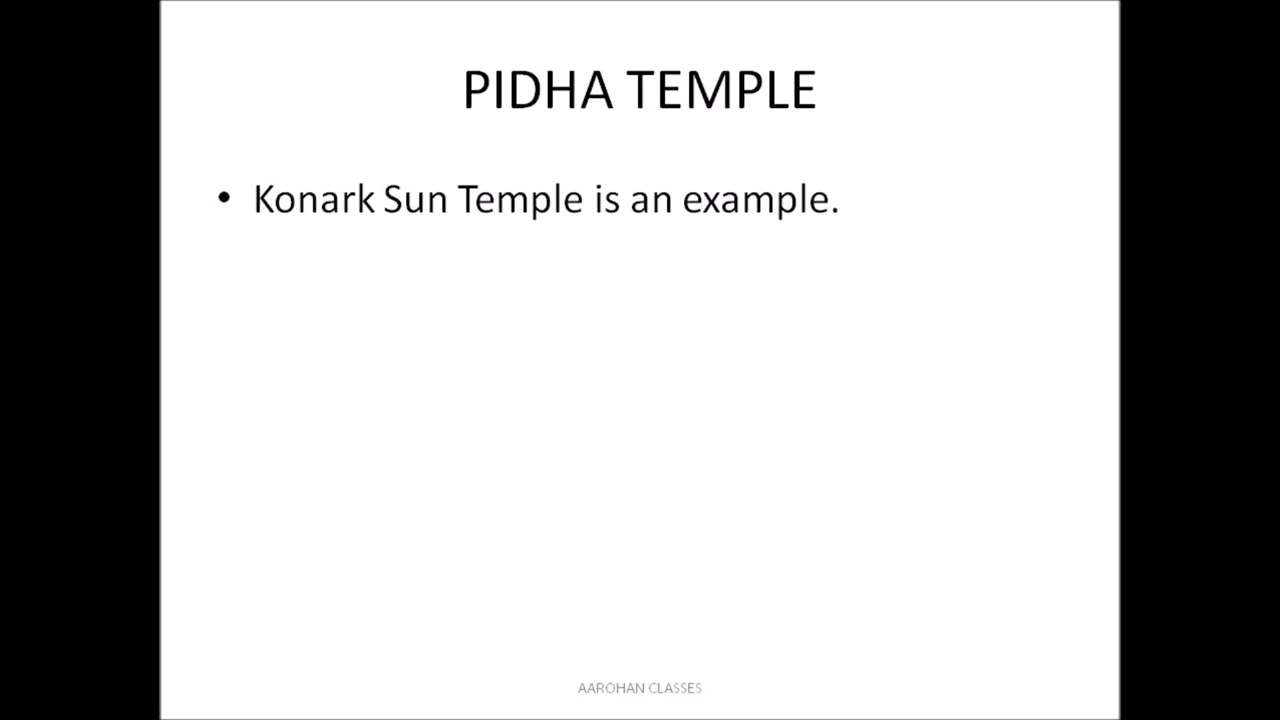 PIDHA TEMPLE
• Konark Sun Temple is an example.
AAROHAN CLASSES